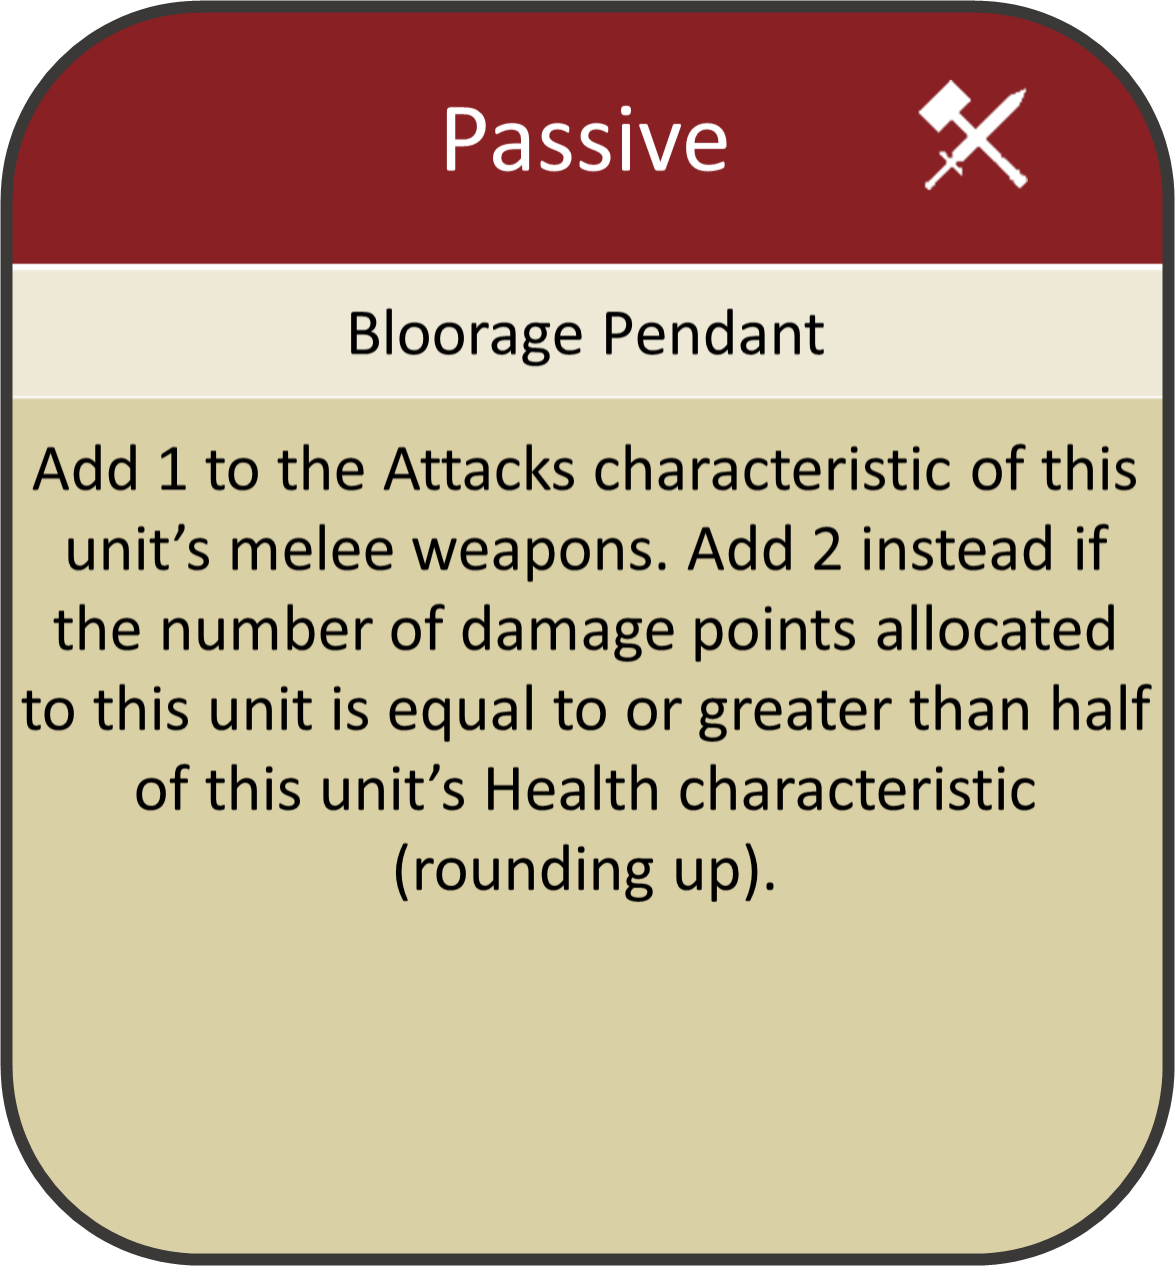 Passive
Bloorage Pendant
Add 1 to the Attacks characteristic of this
unit’s melee weapons. Add 2 instead if
the number of damage points allocated
to this unit is equal to or greater than half
of this unit’s Health characteristic
(rounding up).